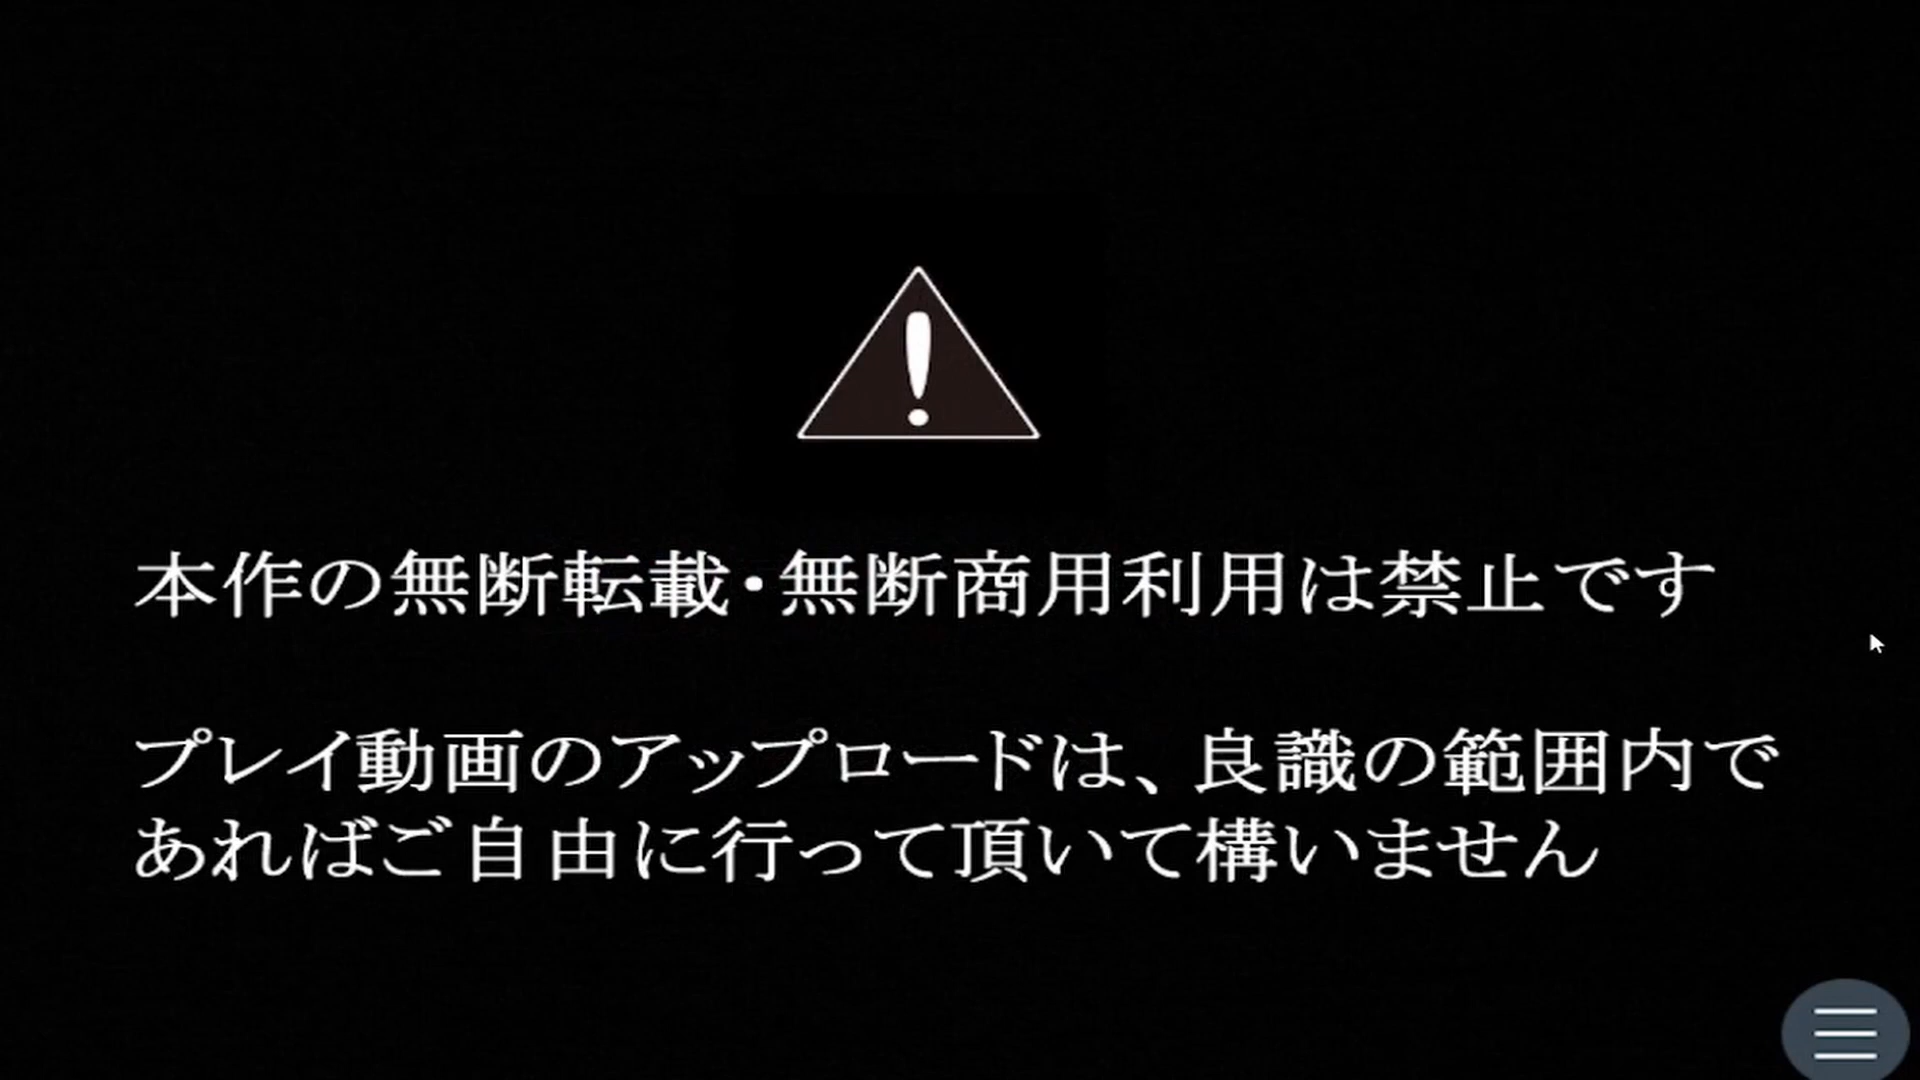 本作の無断転載・無断商用利用は禁止です
プレイ動画のアップロードは、良識の範囲内で
あればご自由に行って頂いて構いません